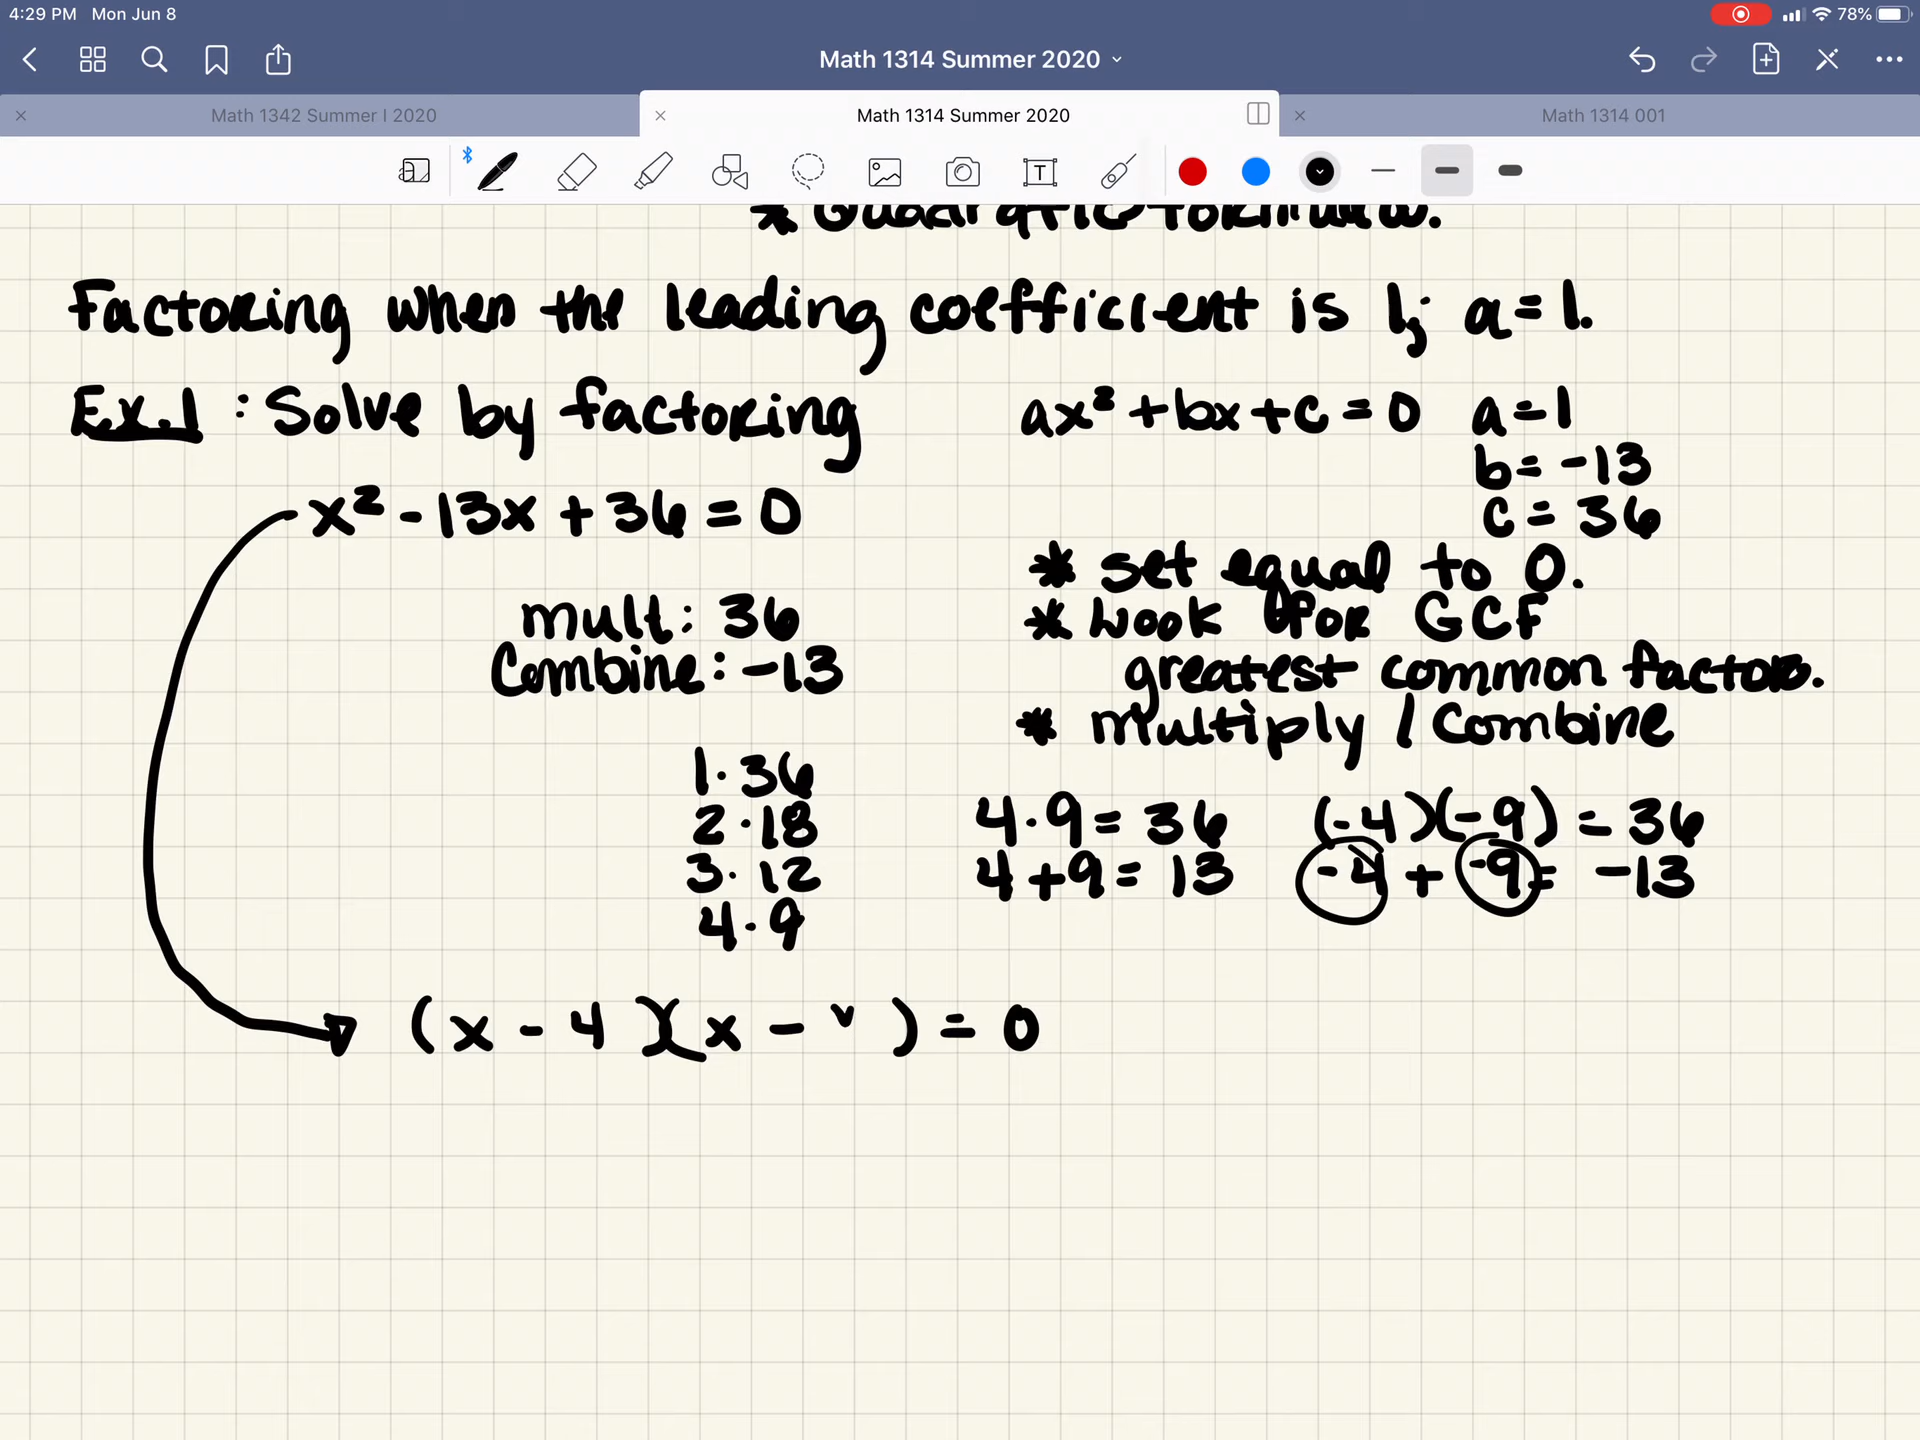 4:29 PM Mon Jun 8
78%
Math 1314 Summer 2020
Math 1342 Summer I 2020
Math 1314 Summer 2020
Math 1314 001
* Quadratic formula.
Factoring when the leading coefficient is 1; a=1.
Ex.1 : Solve by factoring
ax² + bx + c = 0 a=1
b= -13
x² - 13x + 36 = 0
c = 36
* set equal to 0.
mult: 36
* Look for GCF
Combine: -13
greatest common factor.
* Multiply / Combine
1·36
2·18
4·9 = 36 (-4)(-9) = 36
3·12
4+9 = 13 -4 + -9 = -13
4·9
(x - 4)(x - ) = 0